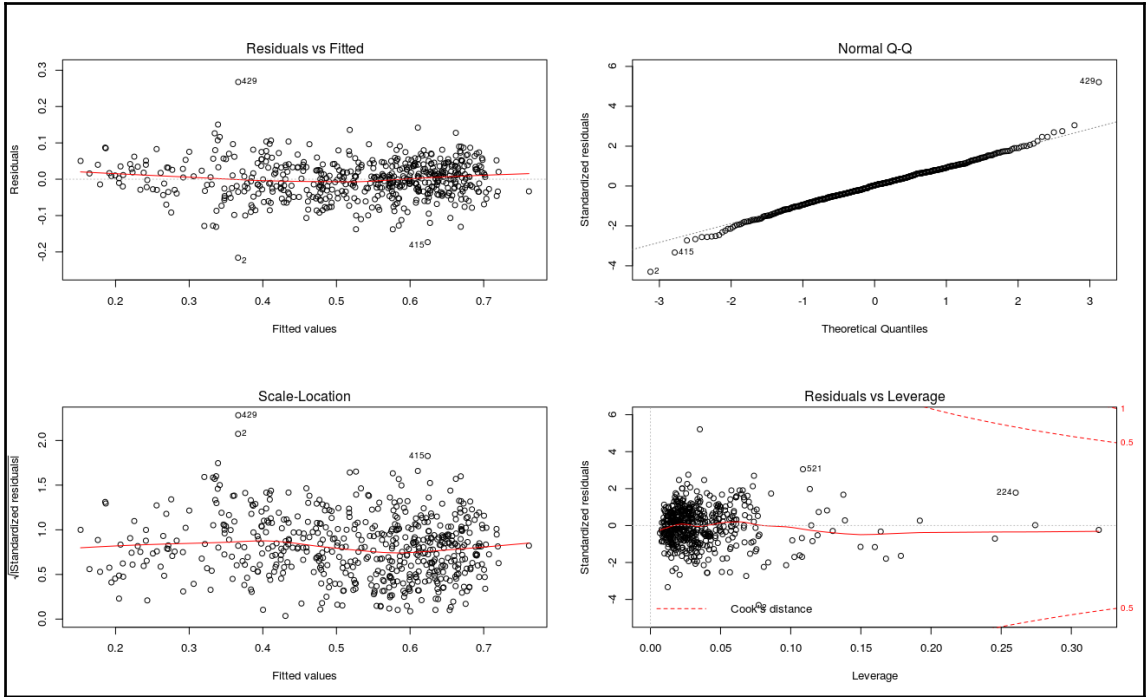 Residuals vs Fitted
Residuals
0.3
0.2
0.1
0.0
-0.1
-0.2
429
415
2
0.2 0.3 0.4 0.5 0.6 0.7
Fitted values
Normal Q-Q
Standardized residuals
6
4
2
0
-2
-4
429
415
2
-3 -2 -1 0 1 2 3
Theoretical Quantiles
Scale-Location
√|Standardized residuals|
2.0
1.5
1.0
0.5
0.0
429
2
415
0.2 0.3 0.4 0.5 0.6 0.7
Fitted values
Residuals vs Leverage
Standardized residuals
6
4
2
0
-2
-4
1
0.5
521
224
2
Cook's distance
0.5
0.00 0.05 0.10 0.15 0.20 0.25 0.30
Leverage